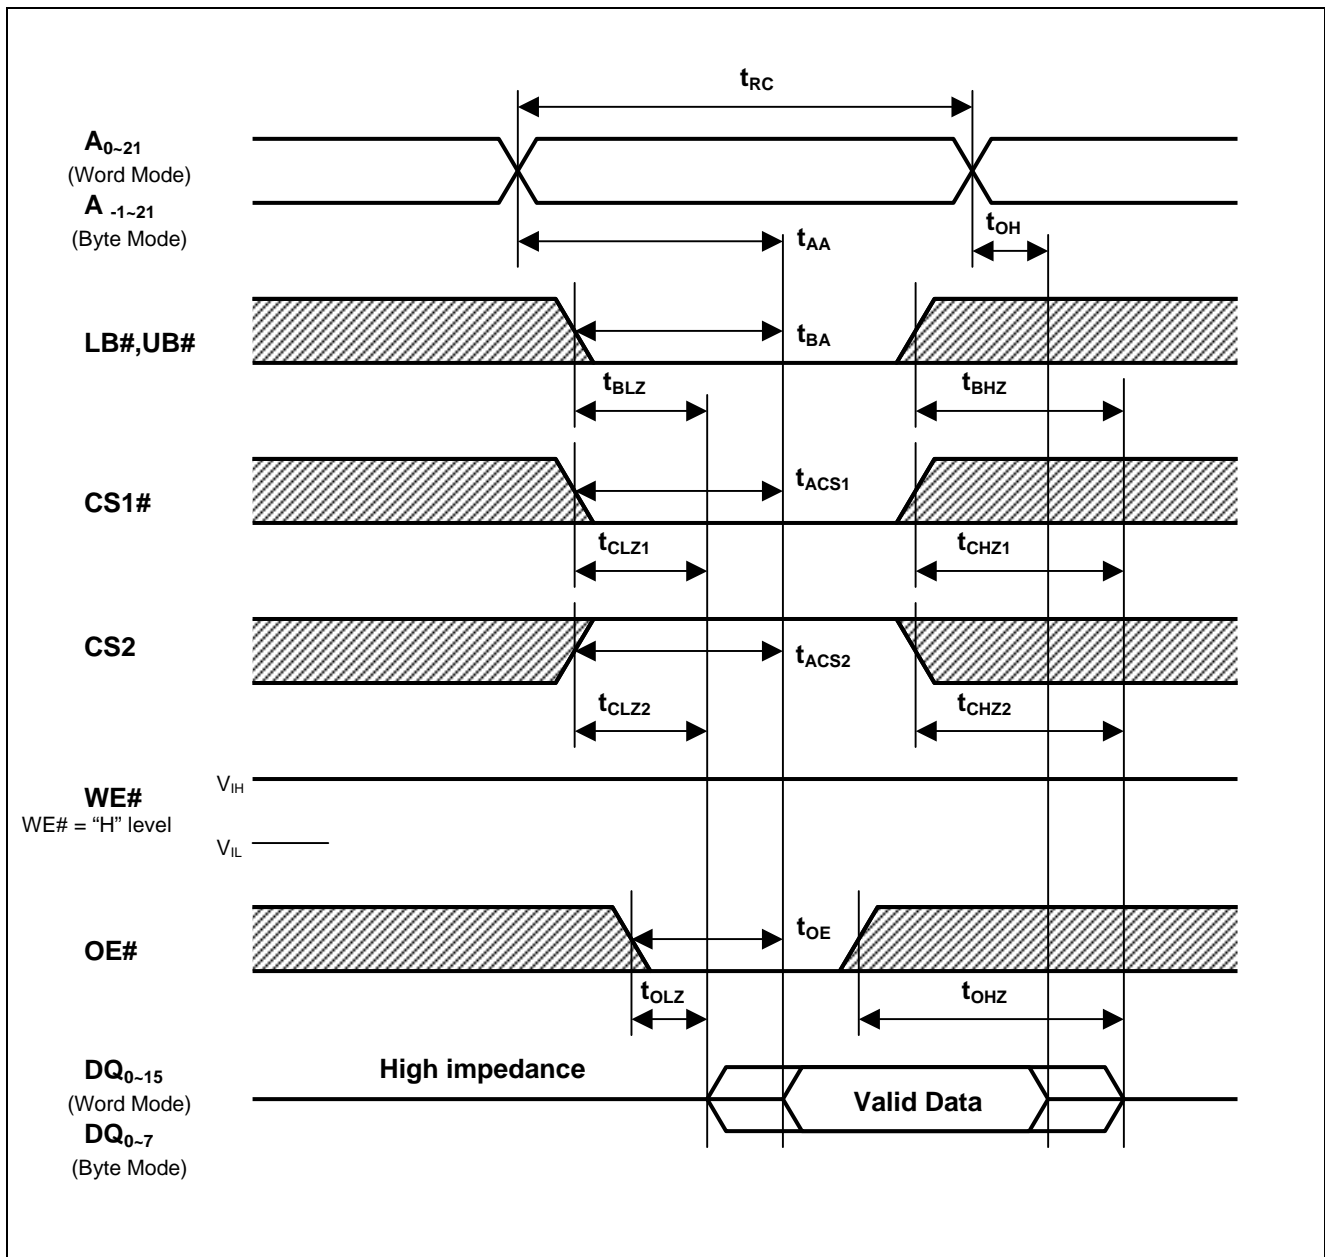 tRC
A0~21
(Word Mode)
A -1~21
(Byte Mode)
tOH
tAA
LB#,UB#
tBA
tBLZ
tBHZ
CS1#
tACS1
tCLZ1
tCHZ1
CS2
tACS2
tCLZ2
tCHZ2
VIH
WE#
WE# = “H” level
VIL
OE#
tOE
tOLZ
tOHZ
DQ0~15
(Word Mode)
DQ0~7
(Byte Mode)
High impedance
Valid Data